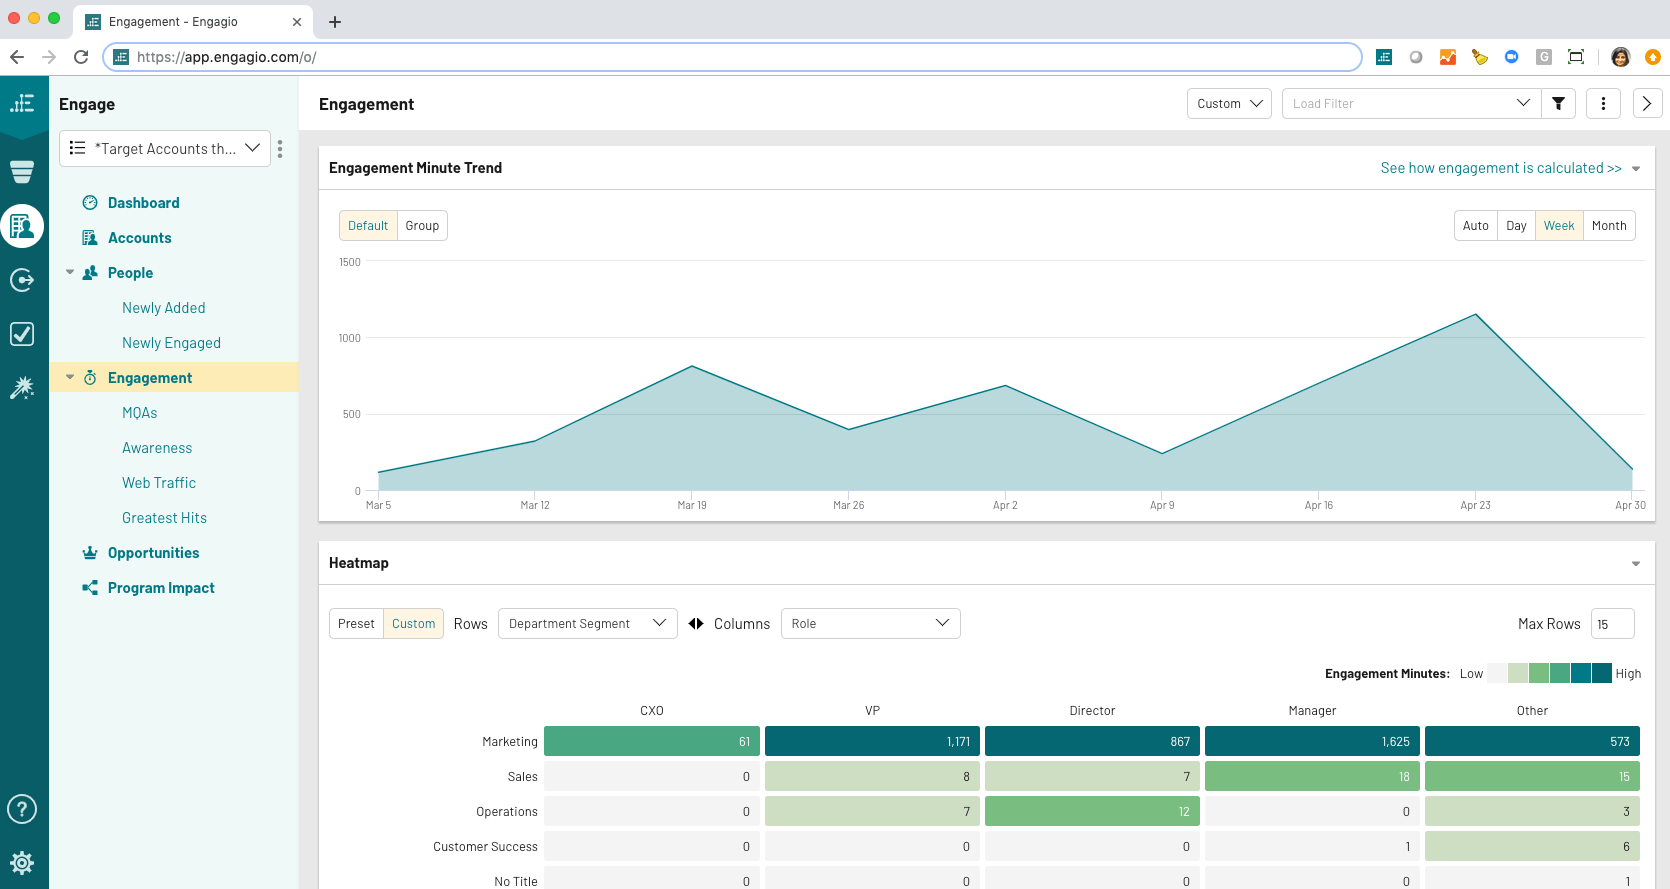 Engagement - Engagio
https://app.engagio.com/o/
G
Engage
*Target Accounts th...
Dashboard
Accounts
People
Newly Added
Newly Engaged
Engagement
MQAs
Awareness
Web Traffic
Greatest Hits
Opportunities
Program Impact
?
Engagement
Custom
Load Filter
Engagement Minute Trend
See how engagement is calculated >>
Default Group
Auto Day Week Month
1500
1000
500
0
Mar 5 Mar 12 Mar 19 Mar 26 Apr 2 Apr 9 Apr 16 Apr 23 Apr 30
Heatmap
Preset Custom Rows Department Segment Columns Role Max Rows 15
Engagement Minutes: Low High
CXO VP Director Manager Other
Marketing 61 1,171 867 1,625 573
Sales 0 8 7 18 15
Operations 0 7 12 0 3
Customer Success 0 0 0 1 6
No Title 0 0 0 0 1